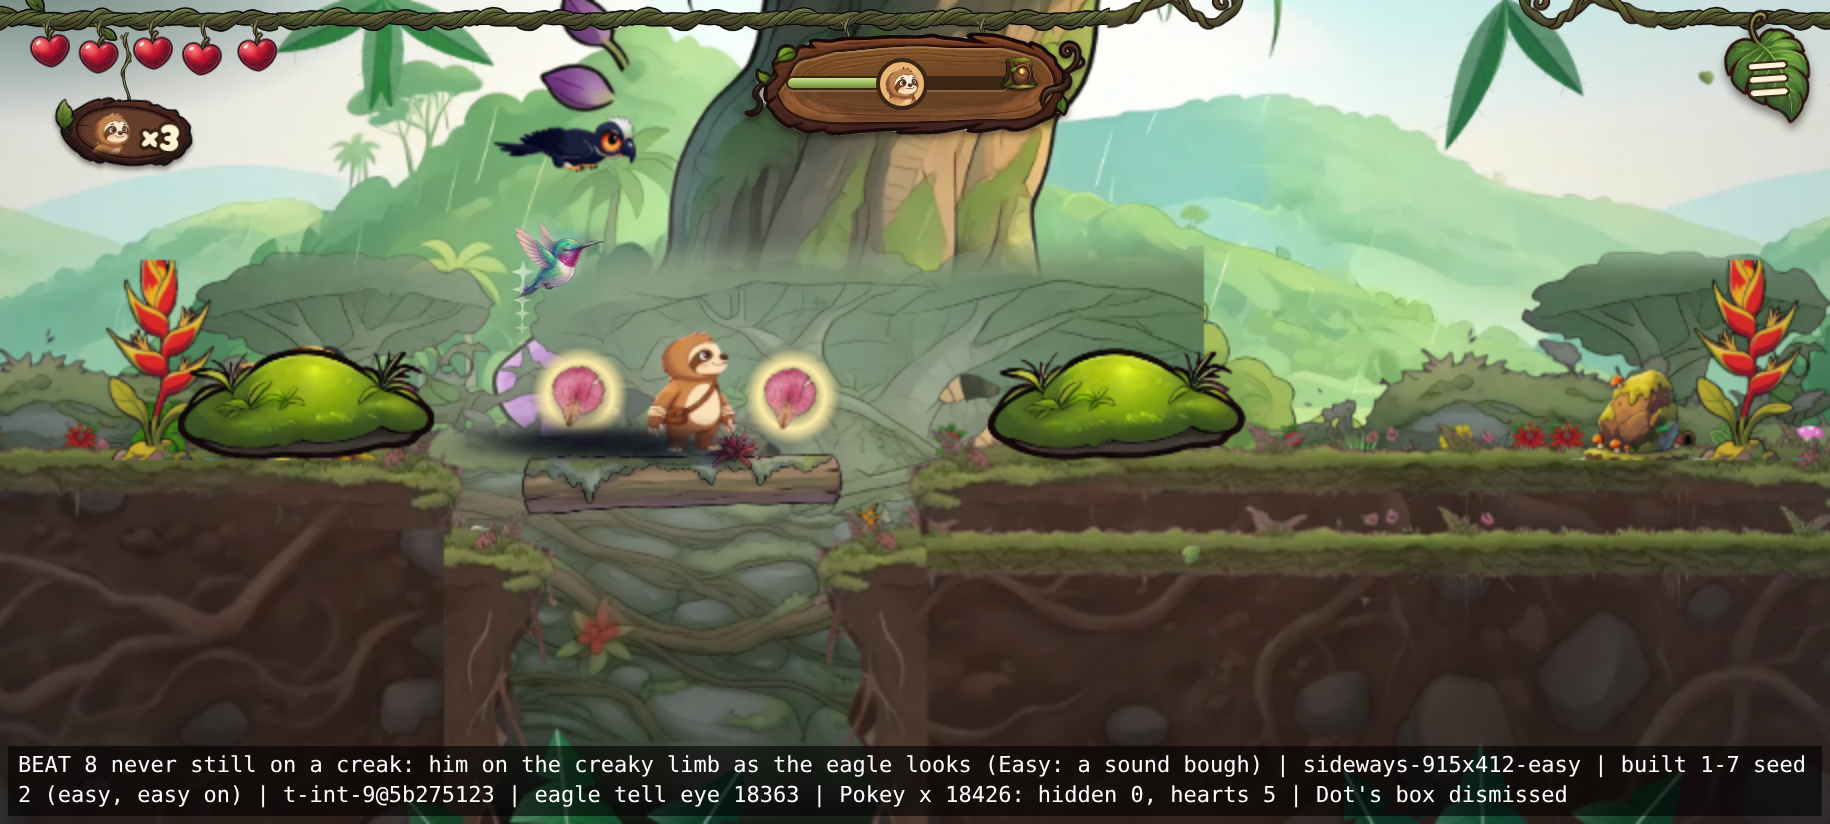 ×3
BEAT 8 never still on a creak: him on the creaky limb as the eagle looks (Easy: a sound bough) | sideways-915x412-easy | built 1-7 seed
2 (easy, easy on) | t-int-9@5b275123 | eagle tell eye 18363 | Pokey x 18426: hidden 0, hearts 5 | Dot's box dismissed